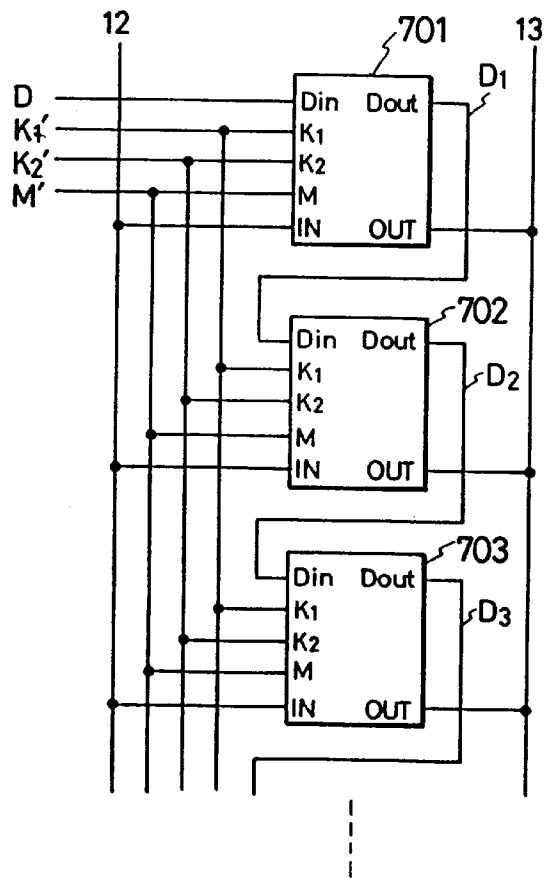 12
701
13
D
Din
Dout
D1
K1'
K1
K2'
K2
M'
M
IN
OUT
702
Din
Dout
D2
K1
K2
M
IN
OUT
703
Din
Dout
K1
D3
K2
M
IN
OUT